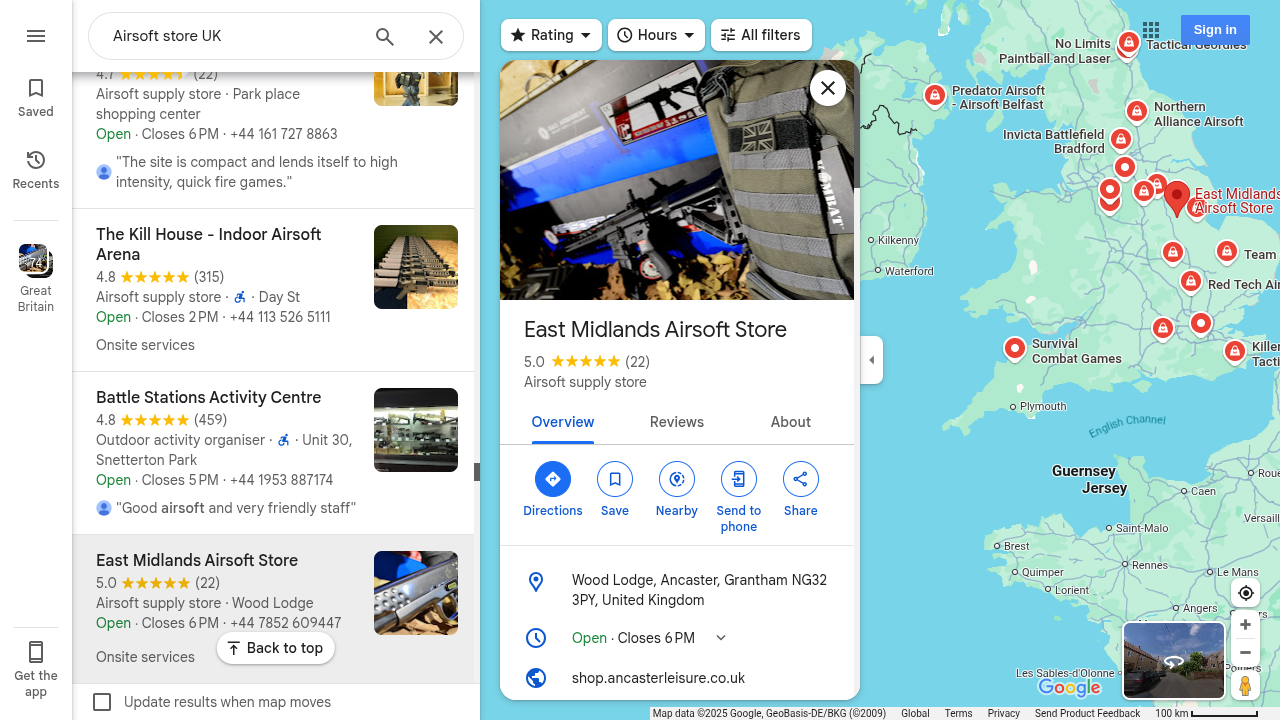 Airsoft store UK
Saved
Recents
Great
Britain
Get the
app
4.7 (22)
Airsoft supply store · Park place
shopping center
Open · Closes 6 PM · +44 161 727 8863
"The site is compact and lends itself to high
intensity, quick fire games."
The Kill House - Indoor Airsoft
Arena
4.8 (315)
Airsoft supply store · · Day St
Open · Closes 2 PM · +44 113 526 5111
Onsite services
Battle Stations Activity Centre
4.8 (459)
Outdoor activity organiser · · Unit 30,
Snetterton Park
Open · Closes 5 PM · +44 1953 887174
"Good airsoft and very friendly staff"
East Midlands Airsoft Store
5.0 (22)
Airsoft supply store · Wood Lodge
Open · Closes 6 PM · +44 7852 609447
Onsite services
Back to top
Update results when map moves
Rating
Hours
All filters
KOMBAT
East Midlands Airsoft Store
5.0 (22)
Airsoft supply store
Overview
Reviews
About
Directions
Save
Nearby
Send to
phone
Share
Wood Lodge, Ancaster, Grantham NG32
3PY, United Kingdom
Open · Closes 6 PM
shop.ancasterleisure.co.uk
Sign in
No Limits
Paintball and Laser
Tactical Geordies
Predator Airsoft
- Airsoft Belfast
Northern
Alliance Airsoft
Invicta Battlefield
Bradford
East Midlands
Airsoft Store
Kilkenny
Waterford
Team
Red Tech Air
Survival
Combat Games
Killer
Tacti
Plymouth
English Channel
Guernsey
Jersey
Caen
Roue
Saint-Malo
Versaill
Brest
Rennes
Quimper
Le Mans
Lorient
Angers
Les Sables-d'Olonne
Poitiers
Google
Map data ©2025 Google, GeoBasis-DE/BKG (©2009)
Global
Terms
Privacy
Send Product Feedback
100 km